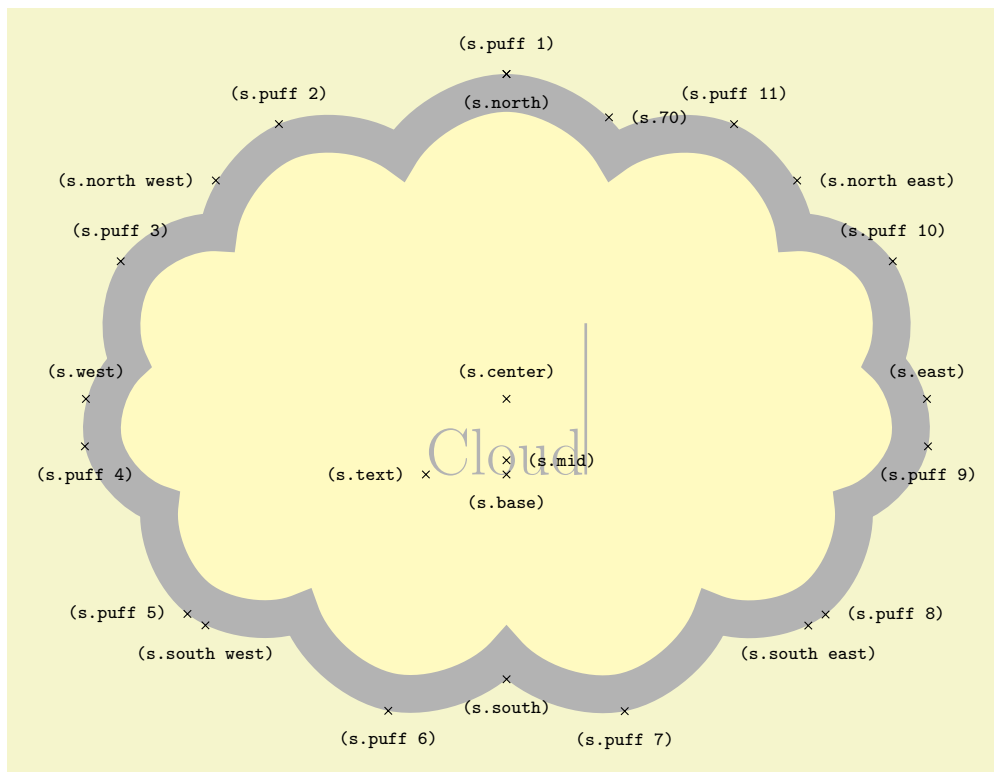 (s.puff 1)
(s.puff 2)
(s.puff 11)
(s.north)
(s.70)
(s.north west)
(s.north east)
(s.puff 3)
(s.puff 10)
(s.west)
(s.center)
(s.east)
Cloud
(s.mid)
(s.puff 4)
(s.text)
(s.puff 9)
(s.base)
(s.puff 5)
(s.puff 8)
(s.south west)
(s.south east)
(s.south)
(s.puff 6)
(s.puff 7)